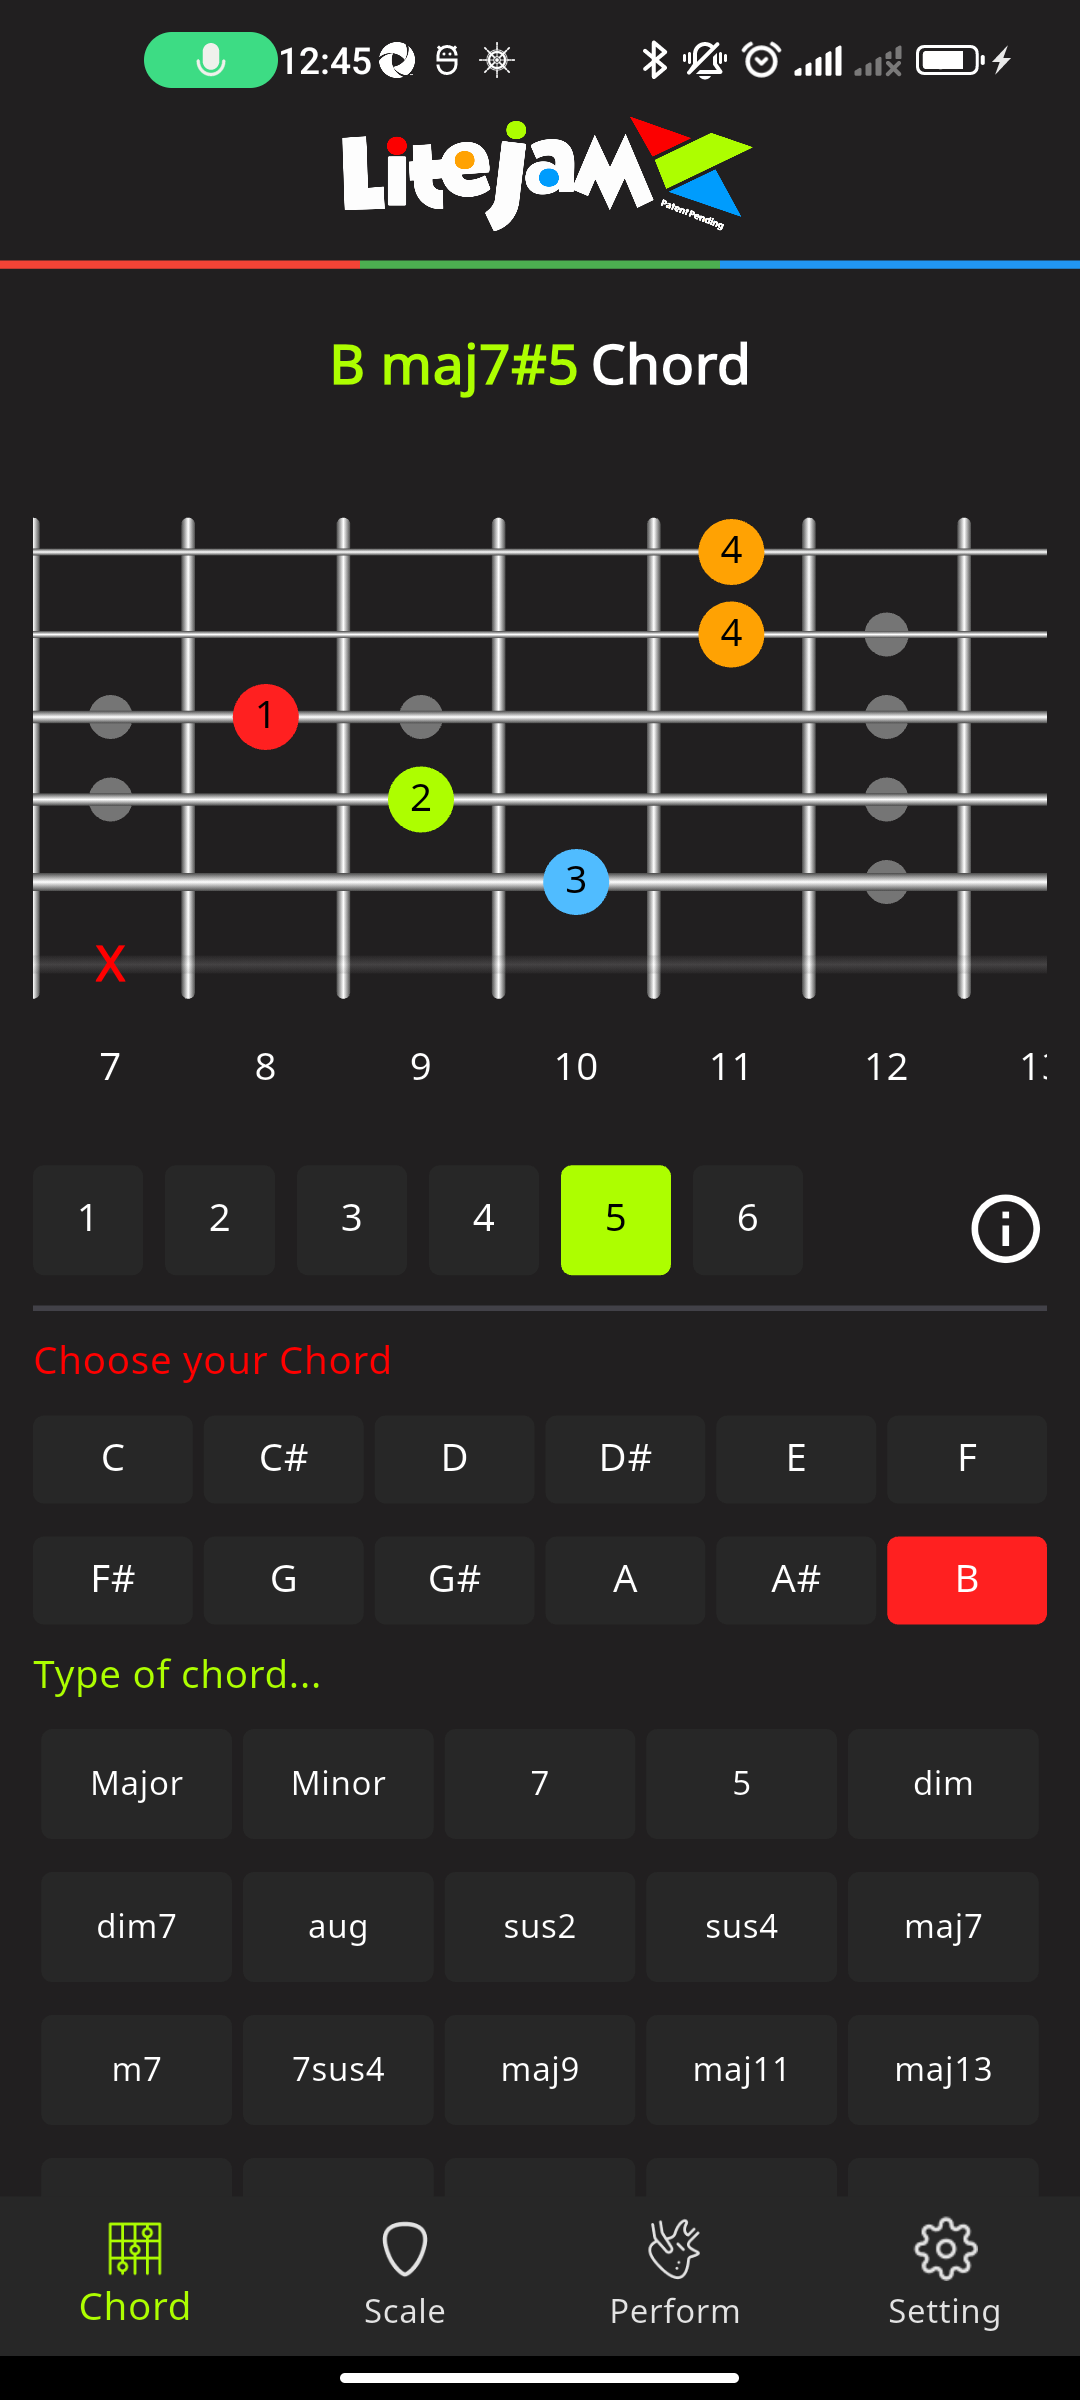 12:45
Litejam
Patent Pending
B maj7#5 Chord
4
4
1
2
3
X
7 8 9 10 11 12
1 2 3 4 5 6
Choose your Chord
C C# D D# E F
F# G G# A A# B
Type of chord...
Major Minor 7 5 dim
dim7 aug sus2 sus4 maj7
m7 7sus4 maj9 maj11 maj13
Chord Scale Perform Setting